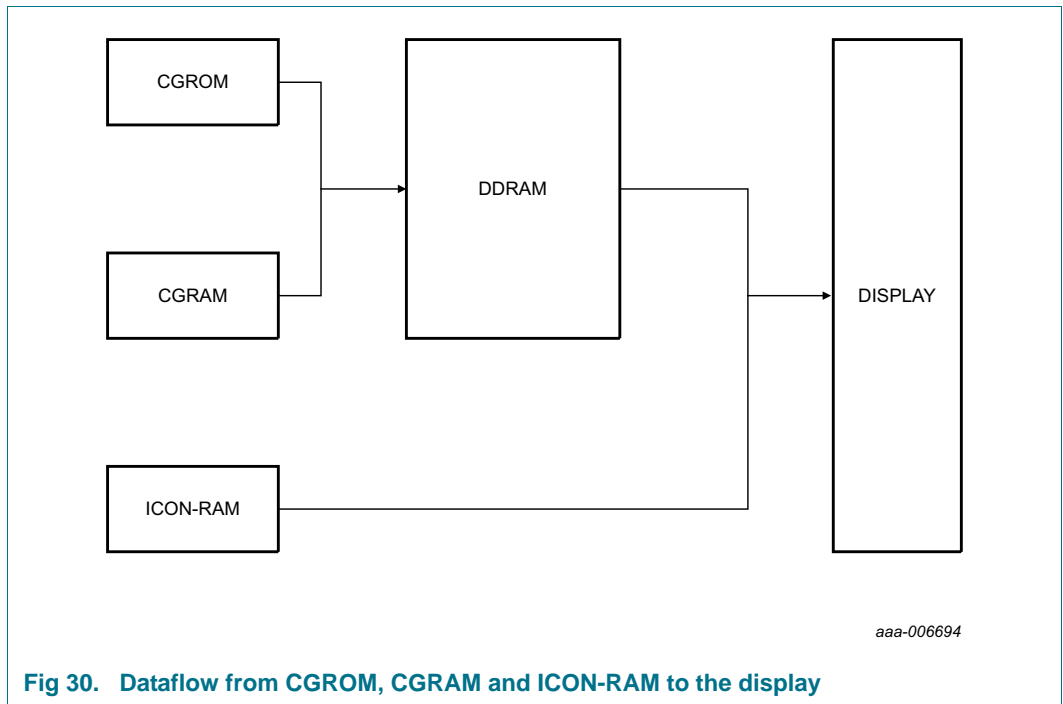 CGROM
DDRAM
CGRAM
DISPLAY
ICON-RAM
aaa-006694
Fig 30. Dataflow from CGROM, CGRAM and ICON-RAM to the display